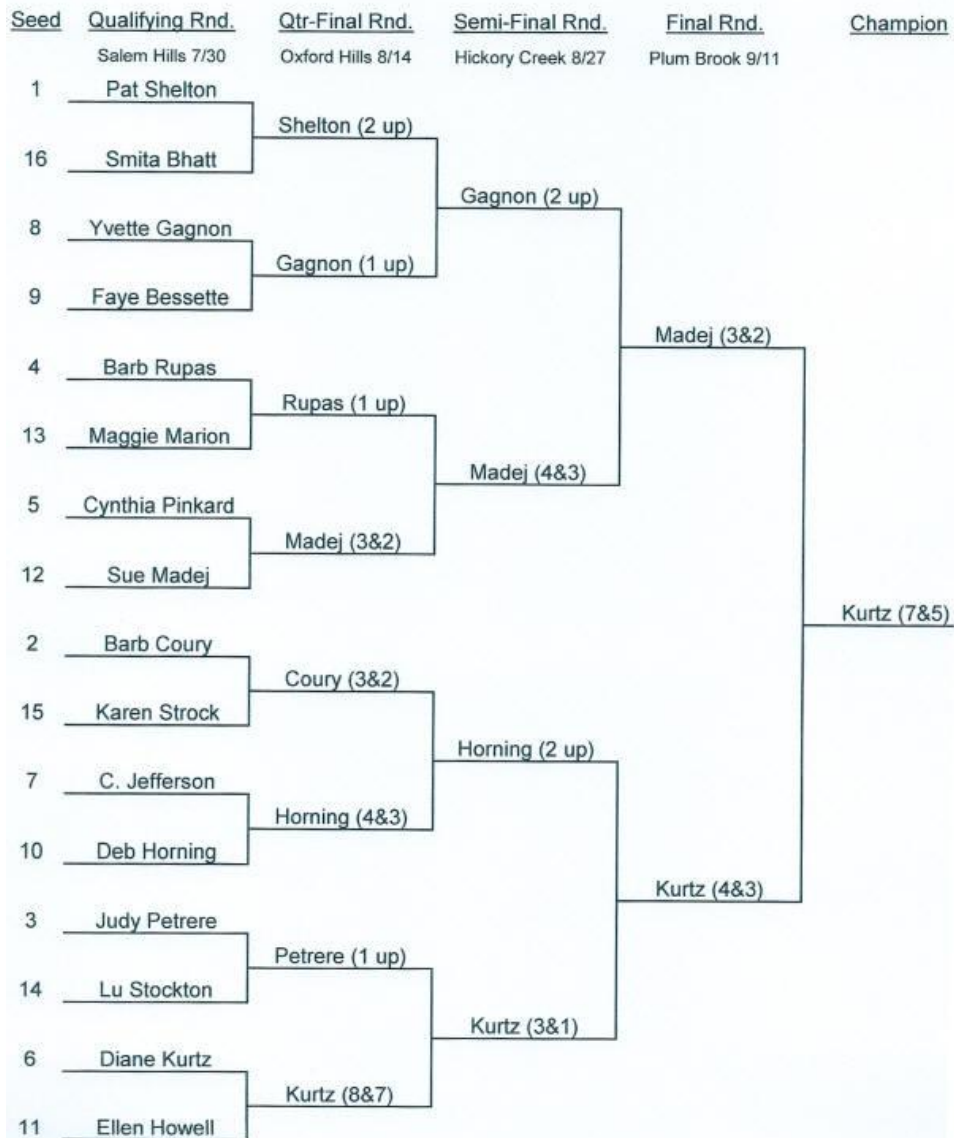 Seed Qualifying Rnd. Qtr-Final Rnd. Semi-Final Rnd. Final Rnd. Champion
Salem Hills 7/30 Oxford Hills 8/14 Hickory Creek 8/27 Plum Brook 9/11
1 Pat Shelton
Shelton (2 up)
16 Smita Bhatt
Gagnon (2 up)
8 Yvette Gagnon
Gagnon (1 up)
9 Faye Bessette
Madej (3&2)
4 Barb Rupas
Rupas (1 up)
13 Maggie Marion
Madej (4&3)
5 Cynthia Pinkard
Madej (3&2)
12 Sue Madej
Kurtz (7&5)
2 Barb Coury
Coury (3&2)
15 Karen Strock
Horning (2 up)
7 C. Jefferson
Horning (4&3)
10 Deb Horning
Kurtz (4&3)
3 Judy Petrere
Petrere (1 up)
14 Lu Stockton
Kurtz (3&1)
6 Diane Kurtz
Kurtz (8&7)
11 Ellen Howell